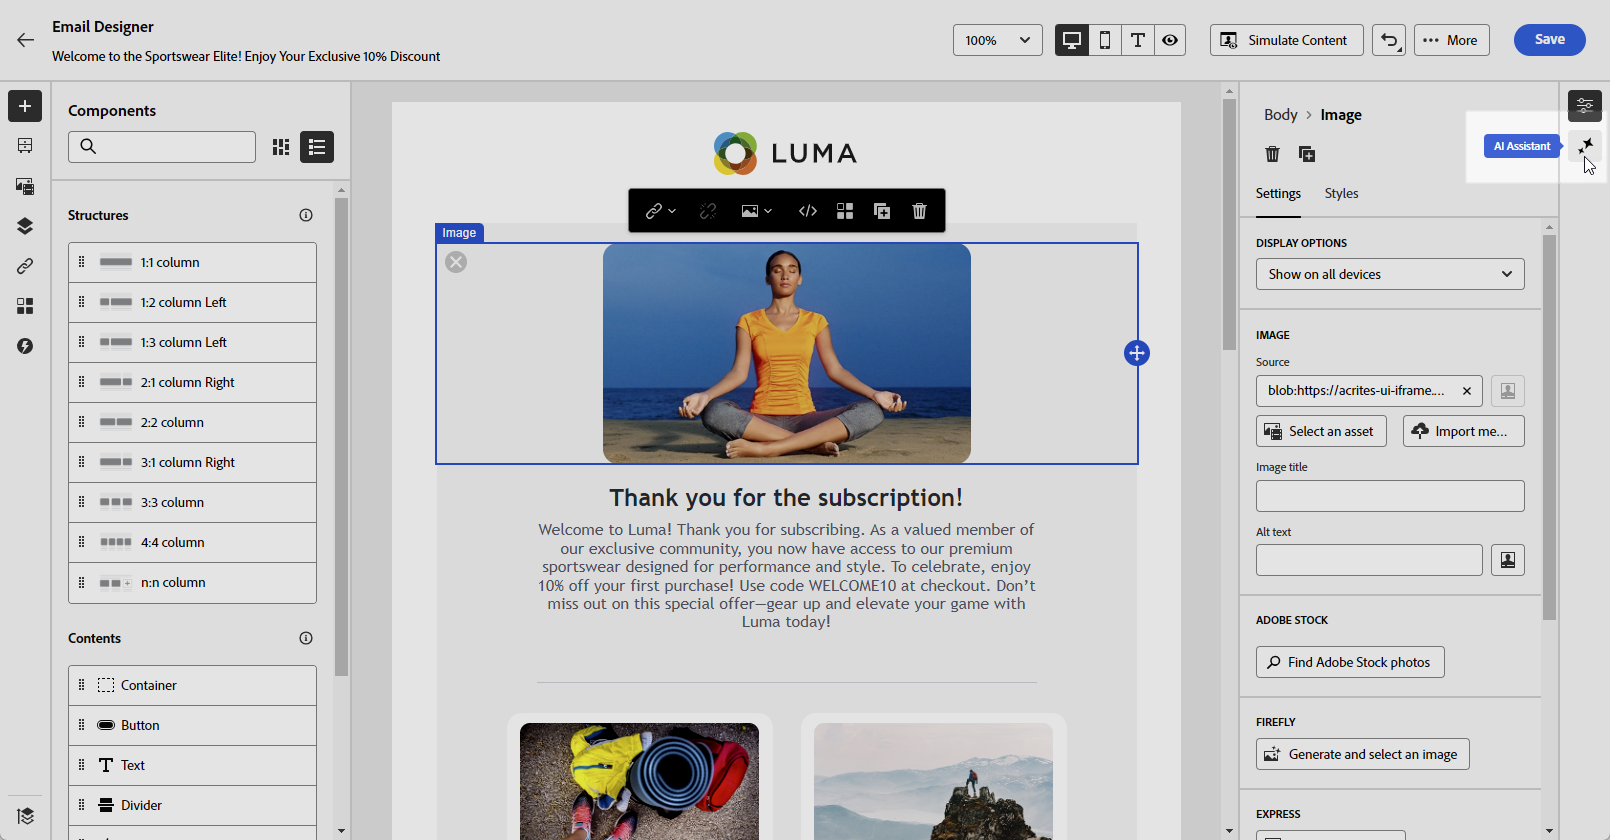 Email Designer
Welcome to the Sportswear Elite! Enjoy Your Exclusive 10% Discount
100%
Simulate Content
More
Save
Components
Structures
1:1 column
1:2 column Left
1:3 column Left
2:1 column Right
2:2 column
3:1 column Right
3:3 column
4:4 column
n:n column
Contents
Container
Button
Text
Divider
LUMA
Image
Thank you for the subscription!
Welcome to Luma! Thank you for subscribing. As a valued member of
our exclusive community, you now have access to our premium
sportswear designed for performance and style. To celebrate, enjoy
10% off your first purchase! Use code WELCOME10 at checkout. Don’t
miss out on this special offer—gear up and elevate your game with
Luma today!
Body > Image
AI Assistant
Settings Styles
DISPLAY OPTIONS
Show on all devices
IMAGE
Source
blob:https://acrites-ui-iframe....
Select an asset
Import me...
Image title
Alt text
ADOBE STOCK
Find Adobe Stock photos
FIREFLY
Generate and select an image
EXPRESS